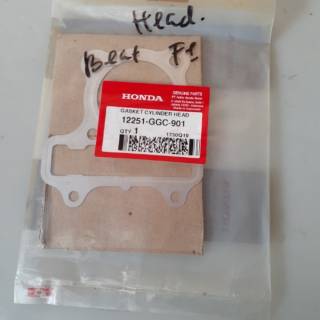 Head.
Beat F1
HONDA
GENUINE PARTS
GASKET CYLINDER HEAD
12251-GGC-901
QTY 1